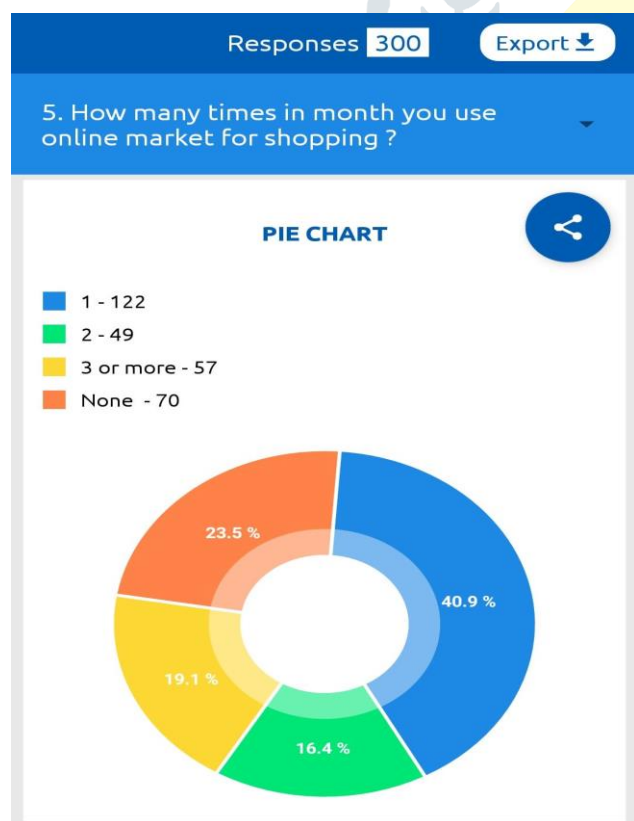 Responses 300 Export
5. How many times in month you use
online market for shopping ?
PIE CHART
1 - 122
2 - 49
3 or more - 57
None - 70
23.5 %
40.9 %
19.1 %
16.4 %